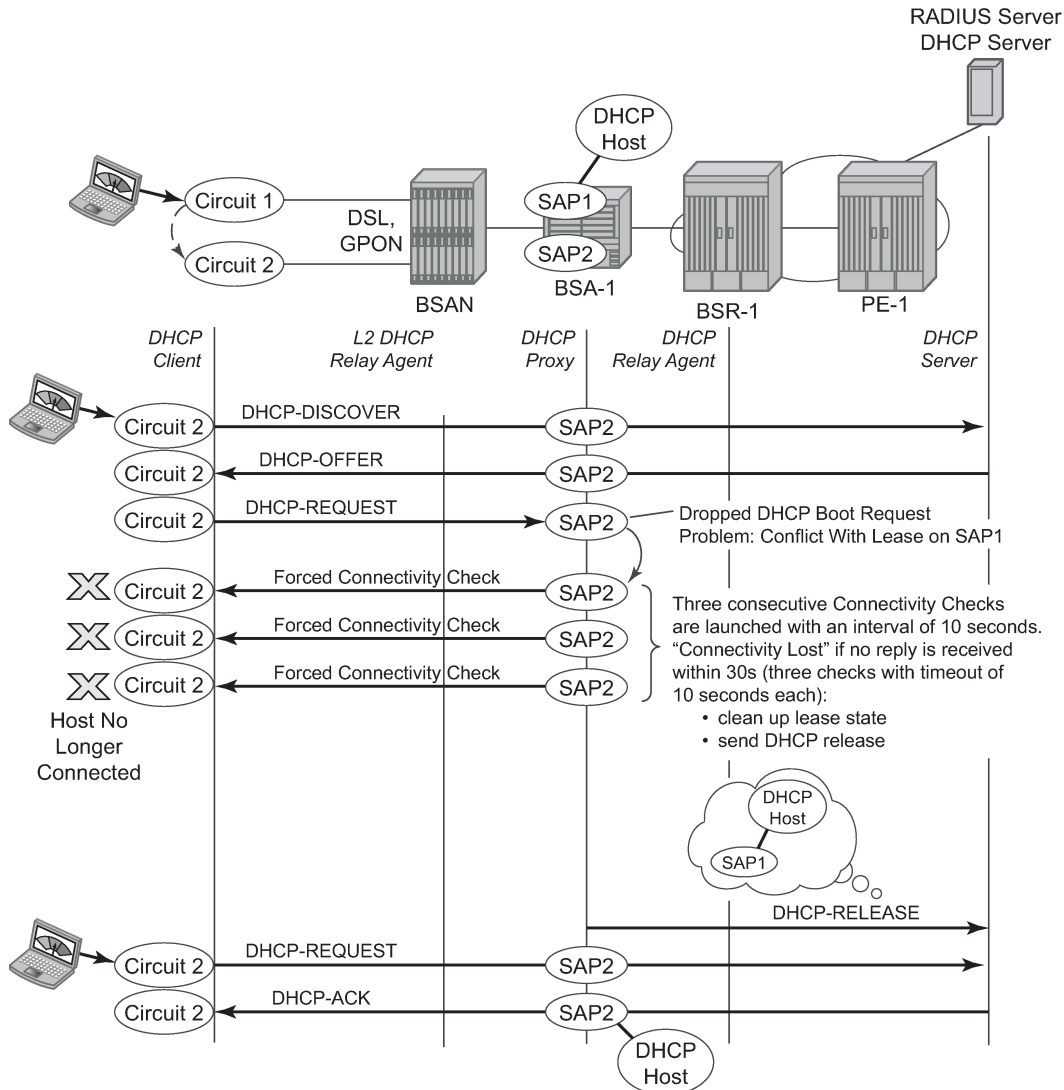 RADIUS Server
DHCP Server
DHCP
Host
Circuit 1
SAP1
DSL,
GPON
Circuit 2
SAP2
BSAN
BSA-1
BSR-1
PE-1
DHCP
Client
L2 DHCP
Relay Agent
DHCP
Proxy
DHCP
Relay Agent
DHCP
Server
Circuit 2
DHCP-DISCOVER
SAP2
Circuit 2
DHCP-OFFER
SAP2
Circuit 2
DHCP-REQUEST
SAP2
Dropped DHCP Boot Request
Problem: Conflict With Lease on SAP1
Circuit 2
Forced Connectivity Check
SAP2
Circuit 2
Forced Connectivity Check
SAP2
Circuit 2
Forced Connectivity Check
SAP2
Three consecutive Connectivity Checks
are launched with an interval of 10 seconds.
“Connectivity Lost” if no reply is received
within 30s (three checks with timeout of
10 seconds each):
• clean up lease state
• send DHCP release
Host No
Longer
Connected
DHCP
Host
SAP1
DHCP-RELEASE
Circuit 2
DHCP-REQUEST
SAP2
Circuit 2
DHCP-ACK
SAP2
DHCP
Host